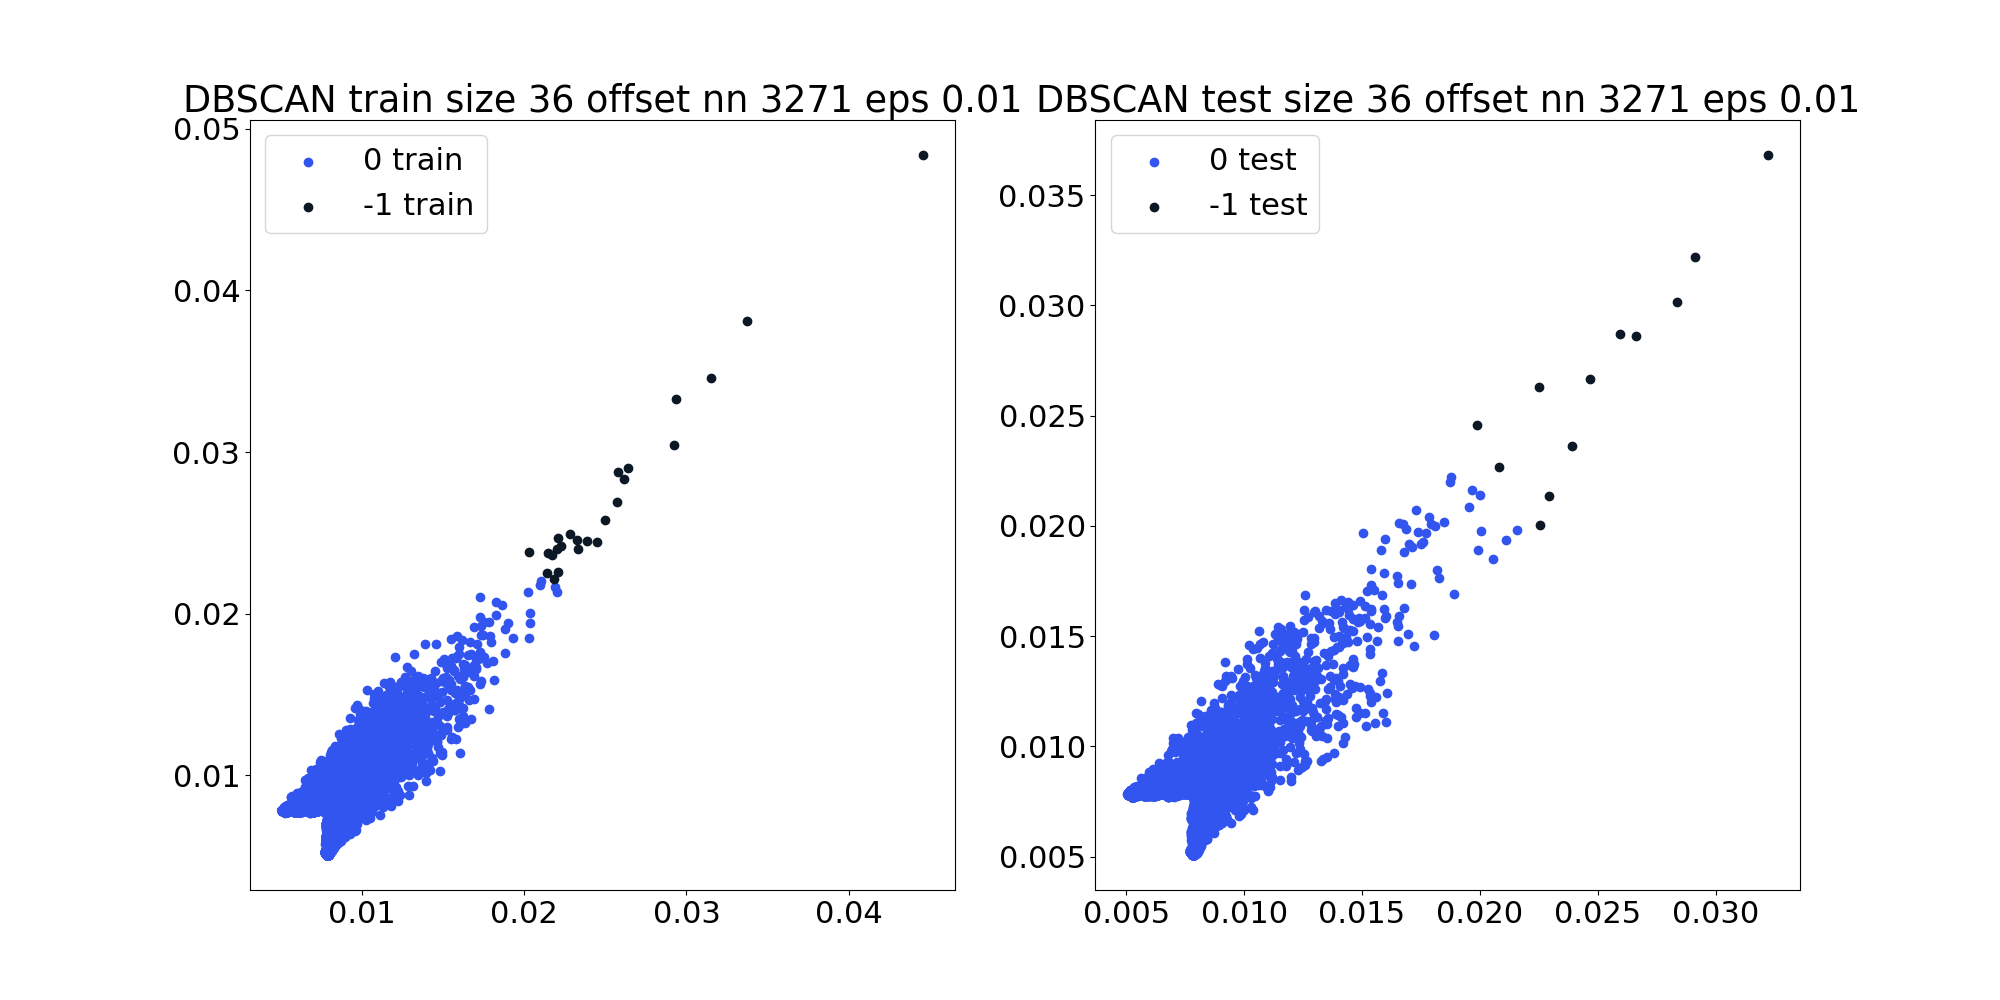 DBSCAN train size 36 offset nn 3271 eps 0.01
0 train
-1 train
0.05
0.04
0.03
0.02
0.01
0.01 0.02 0.03 0.04
DBSCAN test size 36 offset nn 3271 eps 0.01
0 test
-1 test
0.035
0.030
0.025
0.020
0.015
0.010
0.005
0.005 0.010 0.015 0.020 0.025 0.030